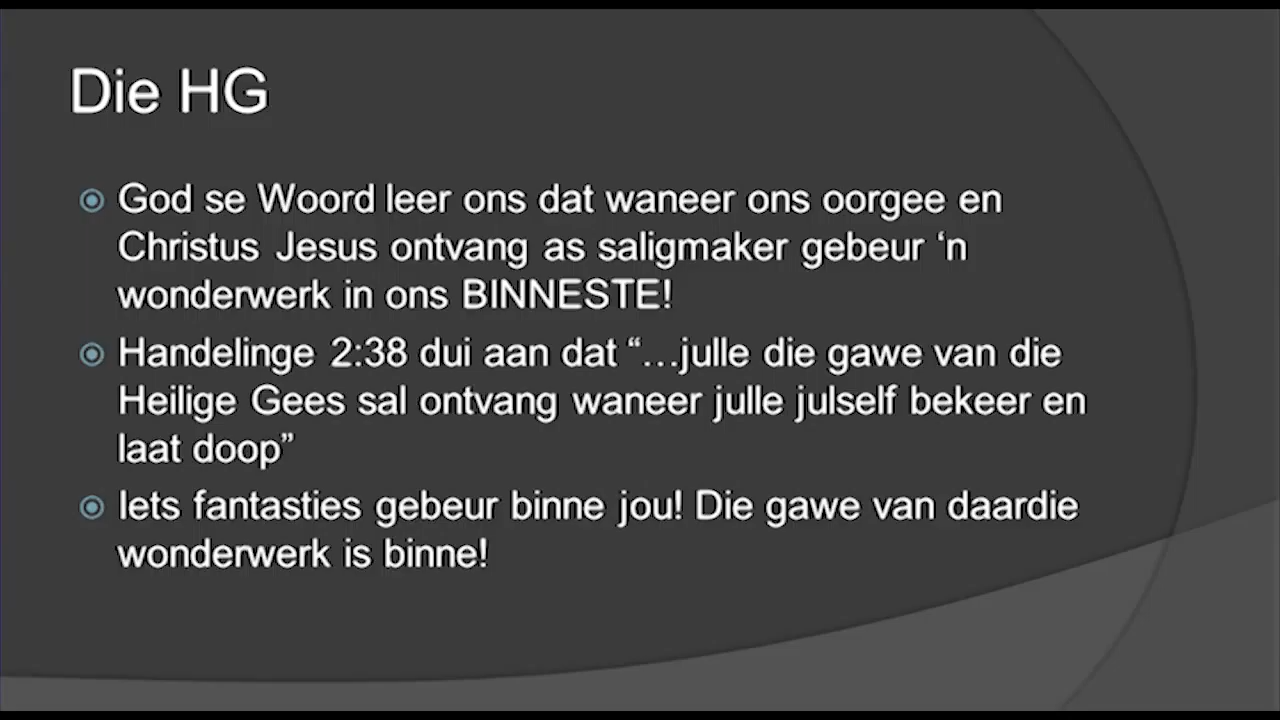 Die HG
God se Woord leer ons dat waneer ons oorgee en
Christus Jesus ontvang as saligmaker gebeur ‘n
wonderwerk in ons BINNESTE!
Handelinge 2:38 dui aan dat “…julle die gawe van die
Heilige Gees sal ontvang waneer julle julself bekeer en
laat doop”
Iets fantasties gebeur binne jou! Die gawe van daardie
wonderwerk is binne!